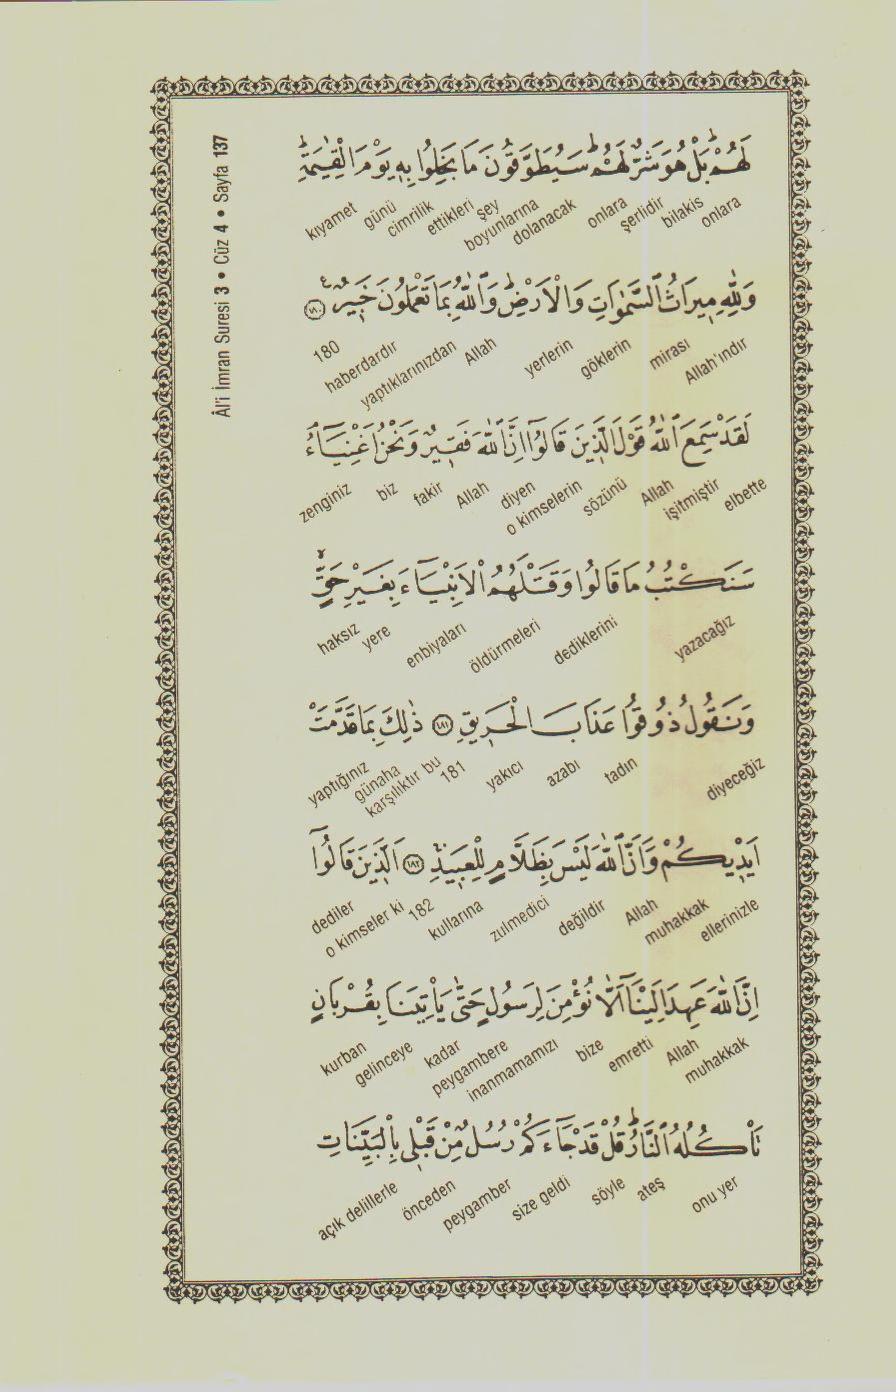 Âl'i İmran Suresi 3 • Cüz 4 • Sayfa 137
لَهُمْۜ بَلْ هُوَ شَرٌّ لَهُمْۜ سَيُطَوَّقُونَ مَا بَخِلُوا بِه۪ يَوْمَ الْقِيٰمَةِۜ
onlara bilakis şerlidir onlara dolanacak boyunlarına şey ettikleri cimrilik günü kıyamet
وَلِلّٰهِ م۪يرَاثُ السَّمٰوَاتِ وَالْاَرْضِۜ وَاللّٰهُ بِمَا تَعْمَلُونَ خَب۪يرٌ۟ ﴿١٨٠﴾
Allah'ındır mirası göklerin yerlerin Allah yaptıklarınızdan haberdardır 180
لَقَدْ سَمِعَ اللّٰهُ قَوْلَ الَّذ۪ينَ قَالُٓوا اِنَّ اللّٰهَ فَق۪يرٌ وَنَحْنُ اَغْنِيَٓاءُۢ
elbette işitmiştir Allah sözünü o kimselerin diyen Allah fakir biz zenginiz
سَنَكْتُبُ مَا قَالُوا وَقَتْلَهُمُ الْاَنْبِيَٓاءَ بِغَيْرِ حَقٍّۙ
yazacağız dediklerini öldürmeleri enbiyaları yere haksız
وَنَقُولُ ذُوقُوا عَذَابَ الْحَر۪يقِ ﴿١٨١﴾ ذٰلِكَ بِمَا قَدَّمَتْ
diyeceğiz tadın azabı yakıcı 181 karşılıktır bu günaha yaptığınız
اَيْد۪يكُمْ وَاَنَّ اللّٰهَ لَيْسَ بِظَلَّامٍ لِلْعَب۪يدِۚ ﴿١٨٢﴾ اَلَّذ۪ينَ قَالُٓوا
ellerinizle muhakkak Allah değildir zulmedici kullarına 182 o kimseler ki dediler
اِنَّ اللّٰهَ عَهِدَ اِلَيْنَٓا اَلَّا نُؤْمِنَ لِرَسُولٍ حَتّٰى يَأْتِيَنَا بِقُرْبَانٍ
muhakkak Allah emretti bize inanmamamızı peygambere kadar gelinceye kurban
تَأْكُلُهُ النَّارُۜ قُلْ قَدْ جَٓاءَكُمْ رُسُلٌ مِنْ قَبْل۪ي بِالْبَيِّنَاتِ
onu yer ateş söyle size geldi peygamber önceden açık delillerle